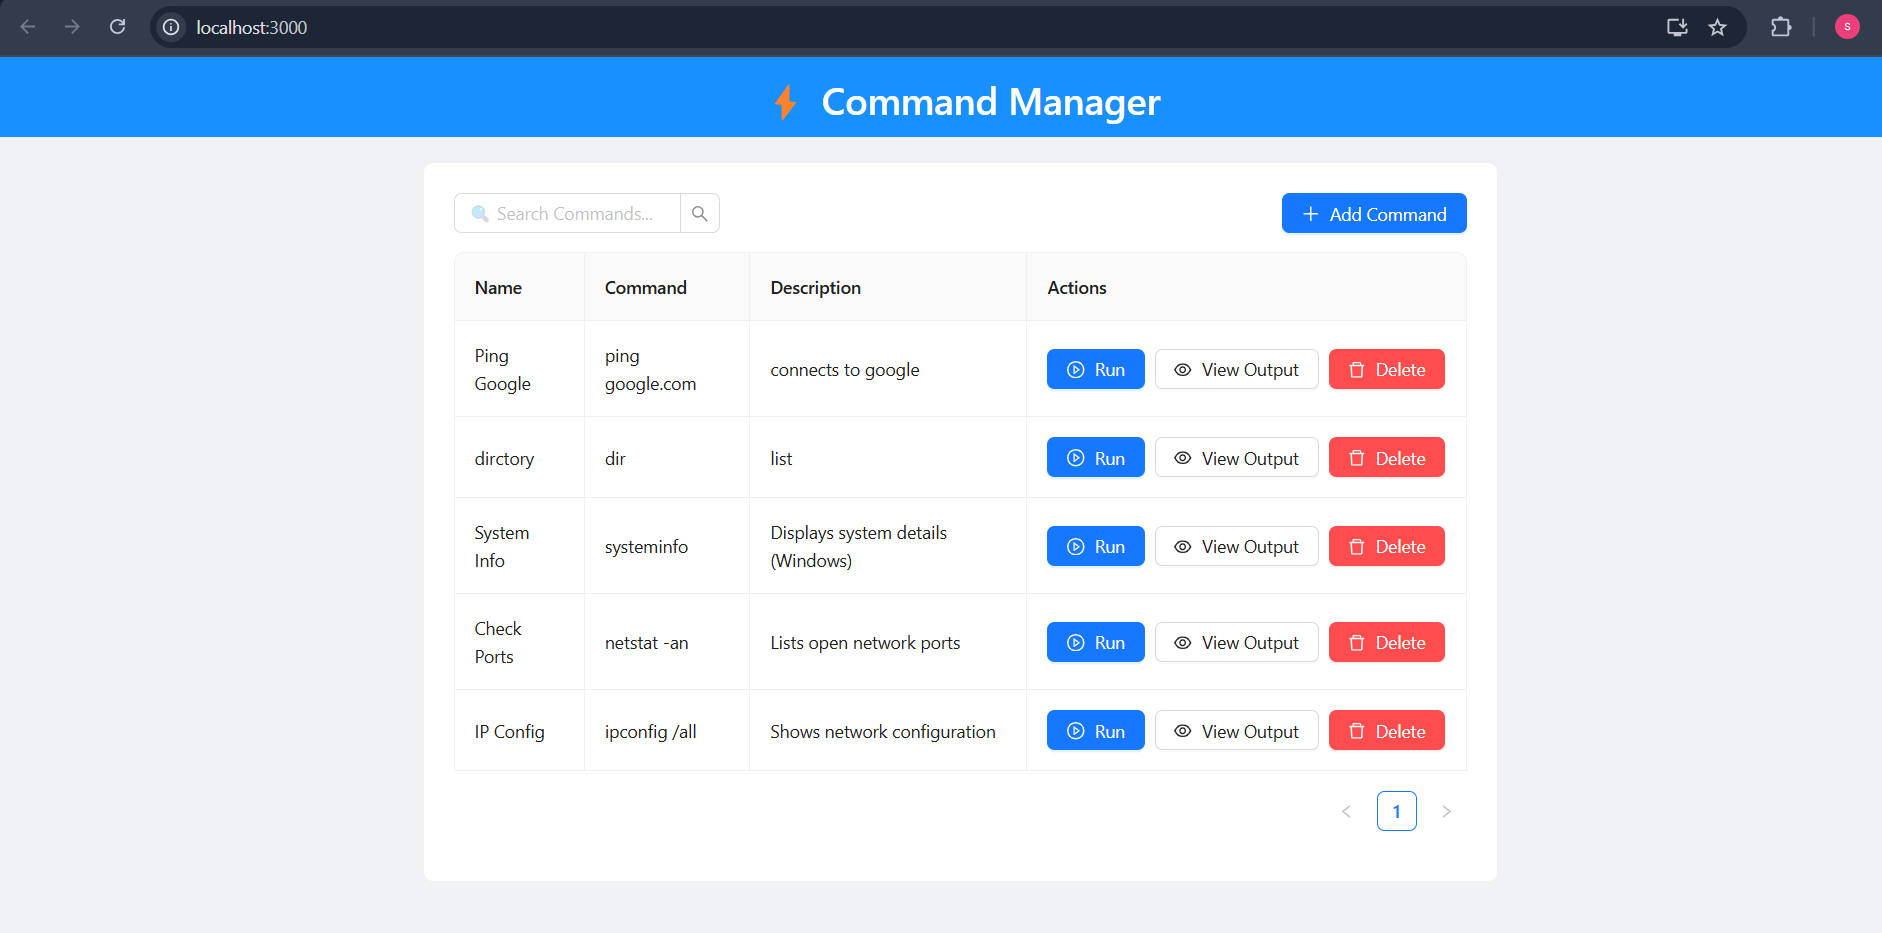 localhost:3000
S
Command Manager
Search Commands...
Add Command
Name Command Description Actions
Ping
Google
ping
google.com
connects to google
Run View Output Delete
dirctory dir list Run View Output Delete
System
Info
systeminfo
Displays system details
(Windows)
Run View Output Delete
Check
Ports
netstat -an
Lists open network ports
Run View Output Delete
IP Config ipconfig /all Shows network configuration Run View Output Delete
< 1 >